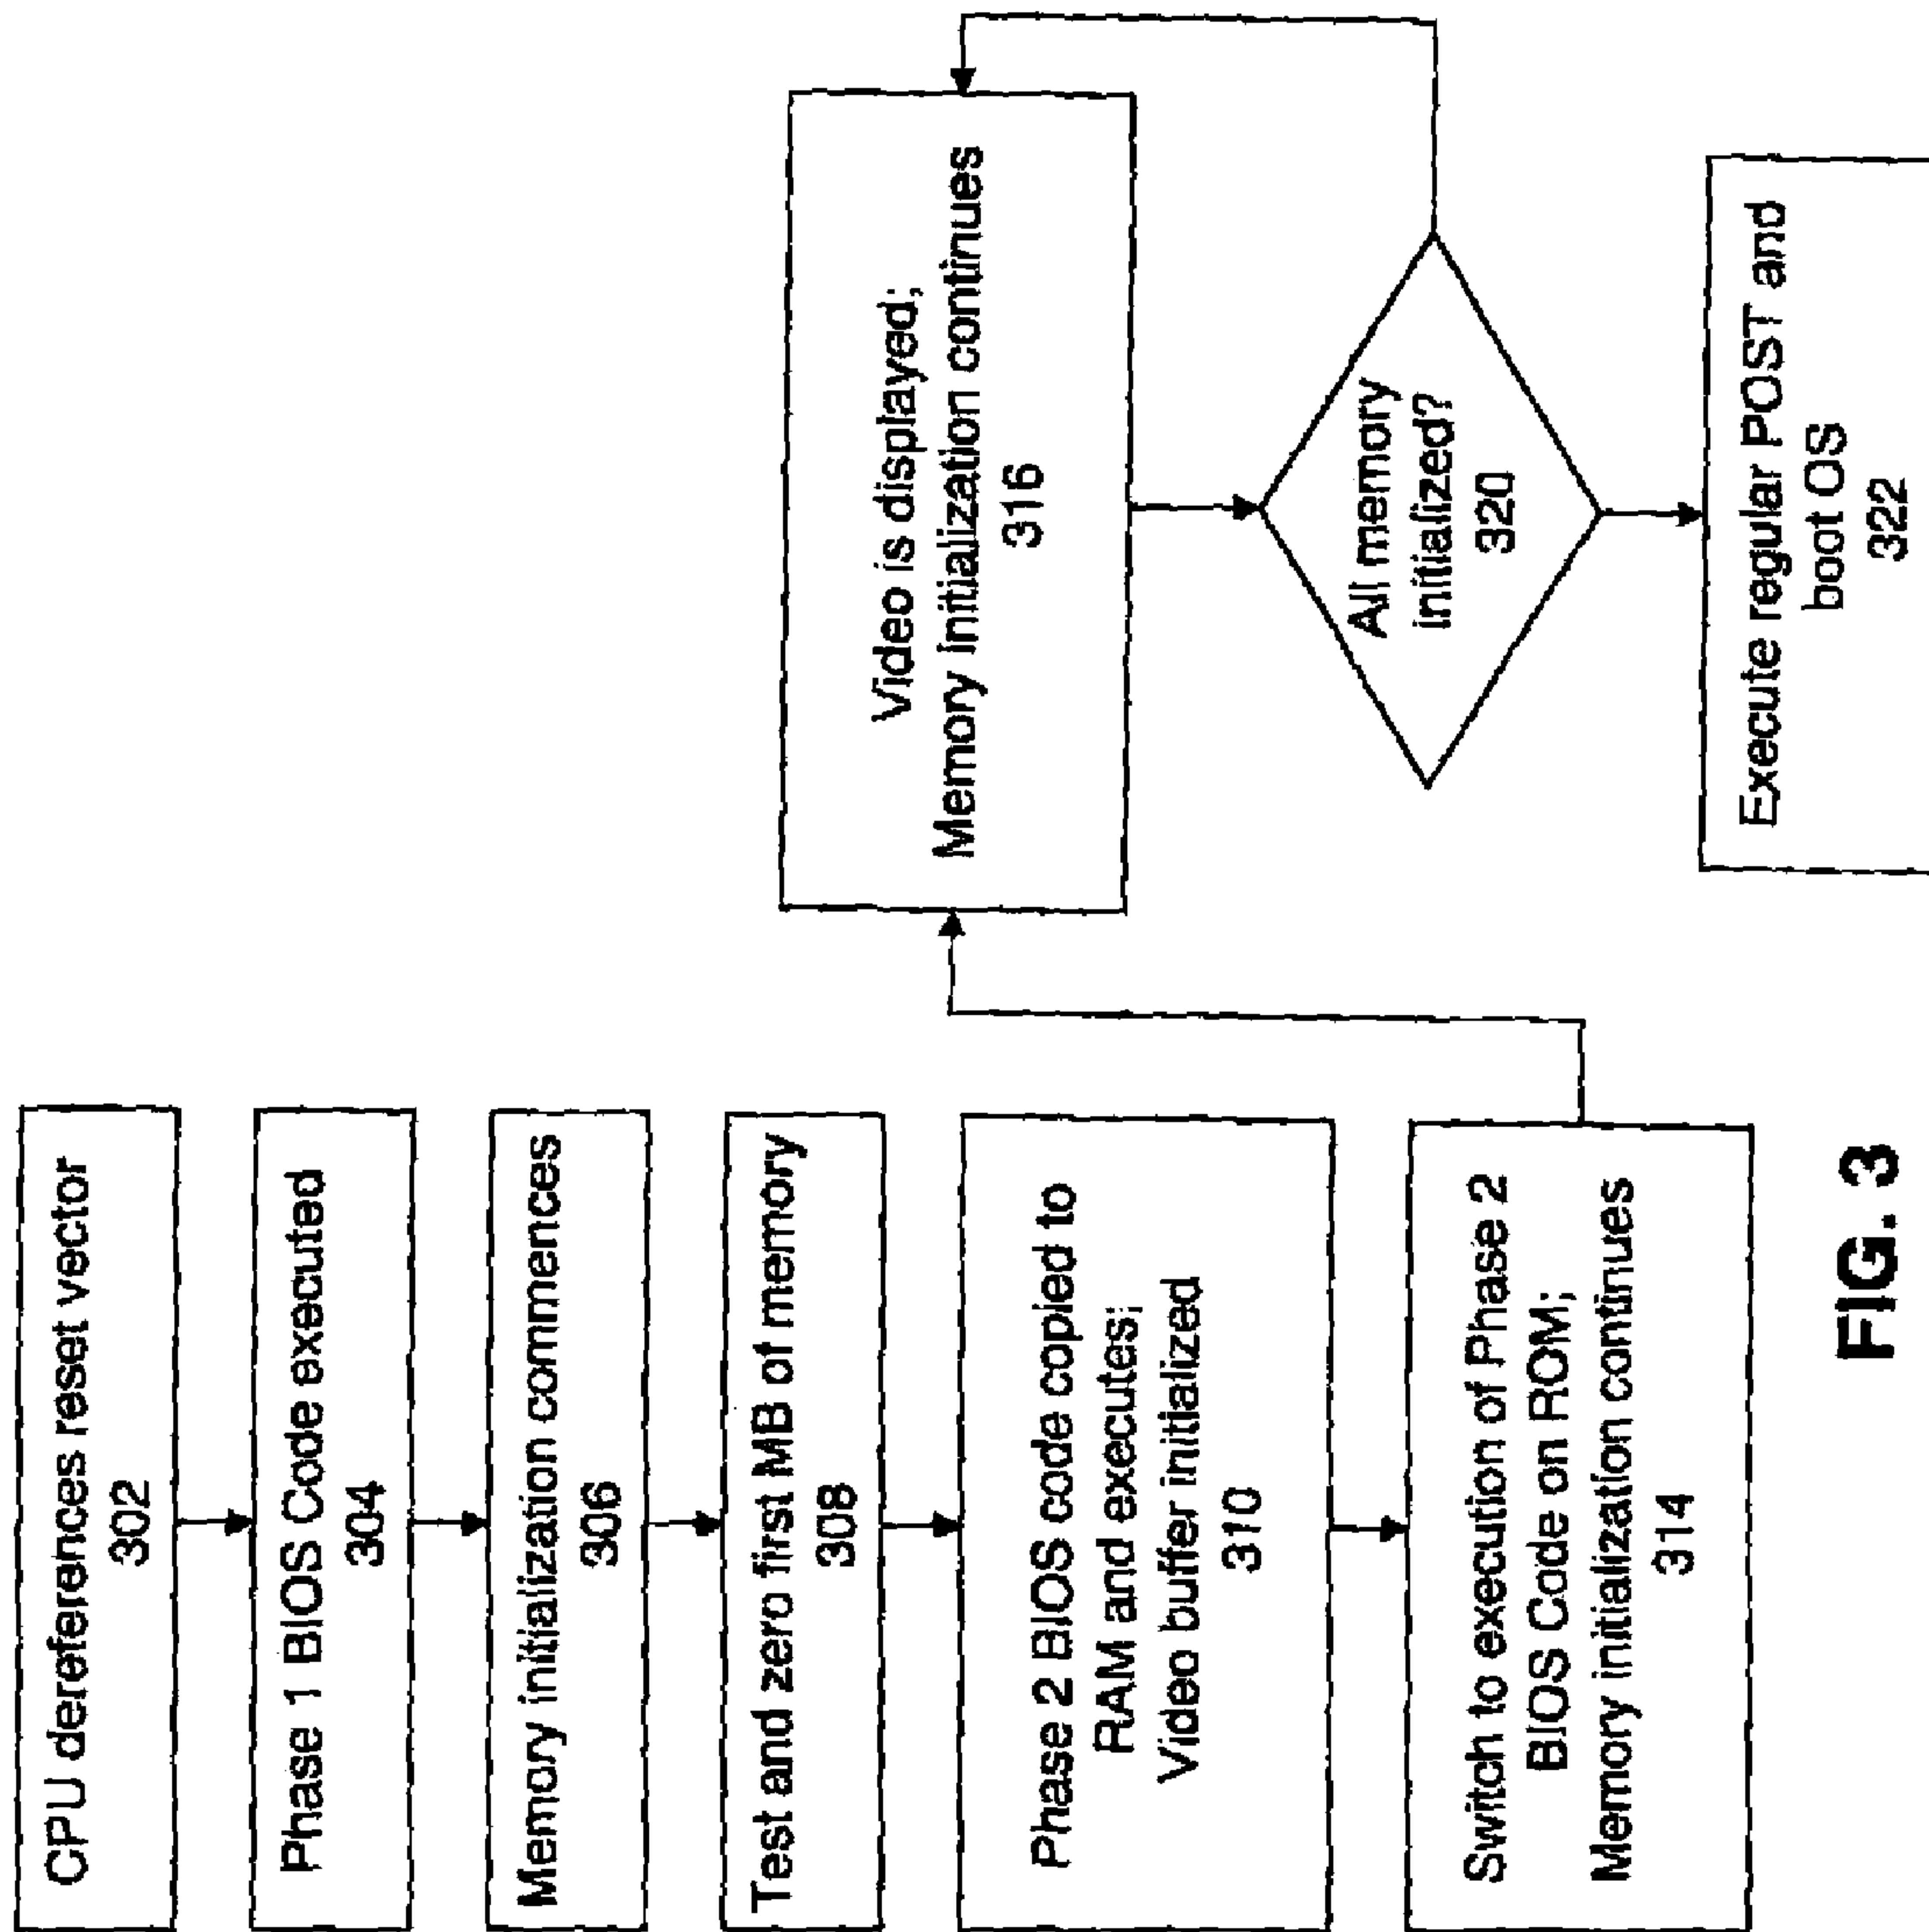 CPU dereferences reset vector
302
Phase 1 BIOS Code executed
304
Memory initialization commences
306
Test and zero first MB of memory
308
Phase 2 BIOS code copied to
RAM and executes;
Video buffer initialized
310
Switch to execution of Phase 2
BIOS Code on ROM;
Memory initialization continues
314
Video is displayed;
Memory initialization continues
316
All memory
initialized?
320
Execute regular POST and
boot OS
322
FIG. 3